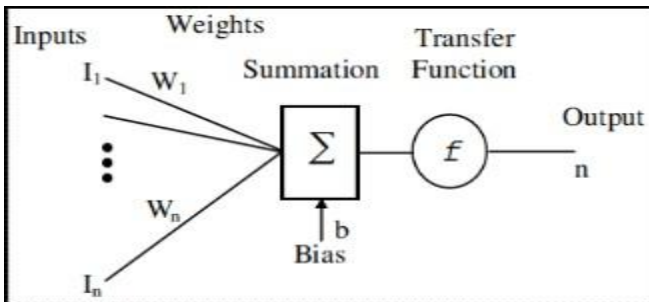 Inputs
Weights
Summation
Transfer
Function
Output
I₁
W₁
Σ
f
n
Wₙ
b
Bias
Iₙ